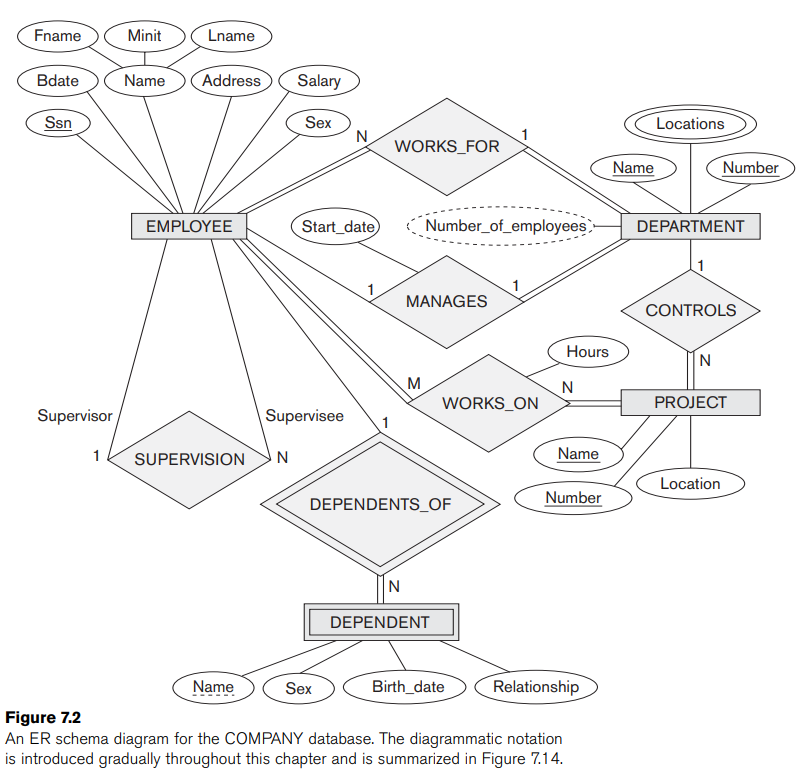 Fname Minit Lname
Bdate Name Address Salary
Ssn Sex
N WORKS_FOR 1
Locations
Name Number
EMPLOYEE Start_date Number_of_employees DEPARTMENT
1 MANAGES 1
1
CONTROLS
N
Hours
M WORKS_ON N PROJECT
Supervisor Supervisee
1 SUPERVISION N
1
Name
Number Location
DEPENDENTS_OF
N
DEPENDENT
Name Sex Birth_date Relationship
Figure 7.2
An ER schema diagram for the COMPANY database. The diagrammatic notation
is introduced gradually throughout this chapter and is summarized in Figure 7.14.